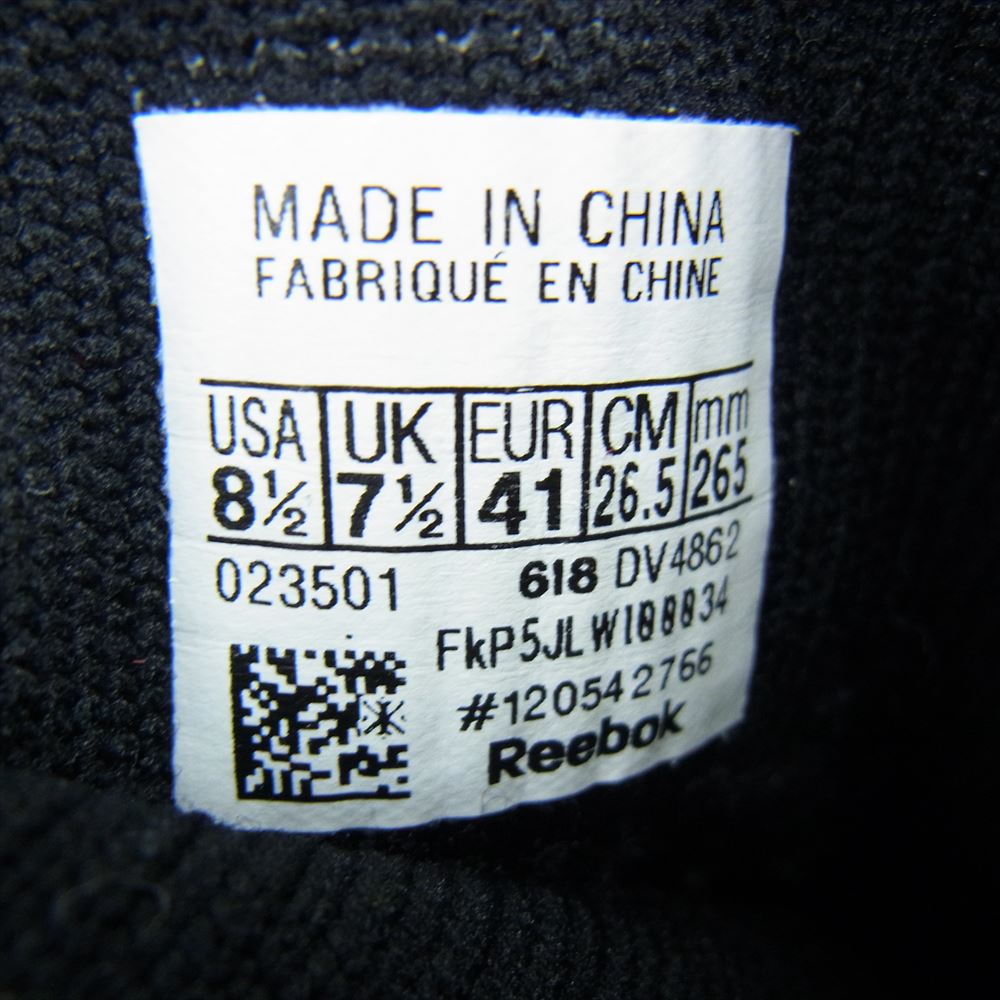 MADE IN CHINA
FABRIQUÉ EN CHINE
USA UK EUR CM mm
8½ 7½ 41 26.5 265
023501 618 DV4862
#120542766
Reebok